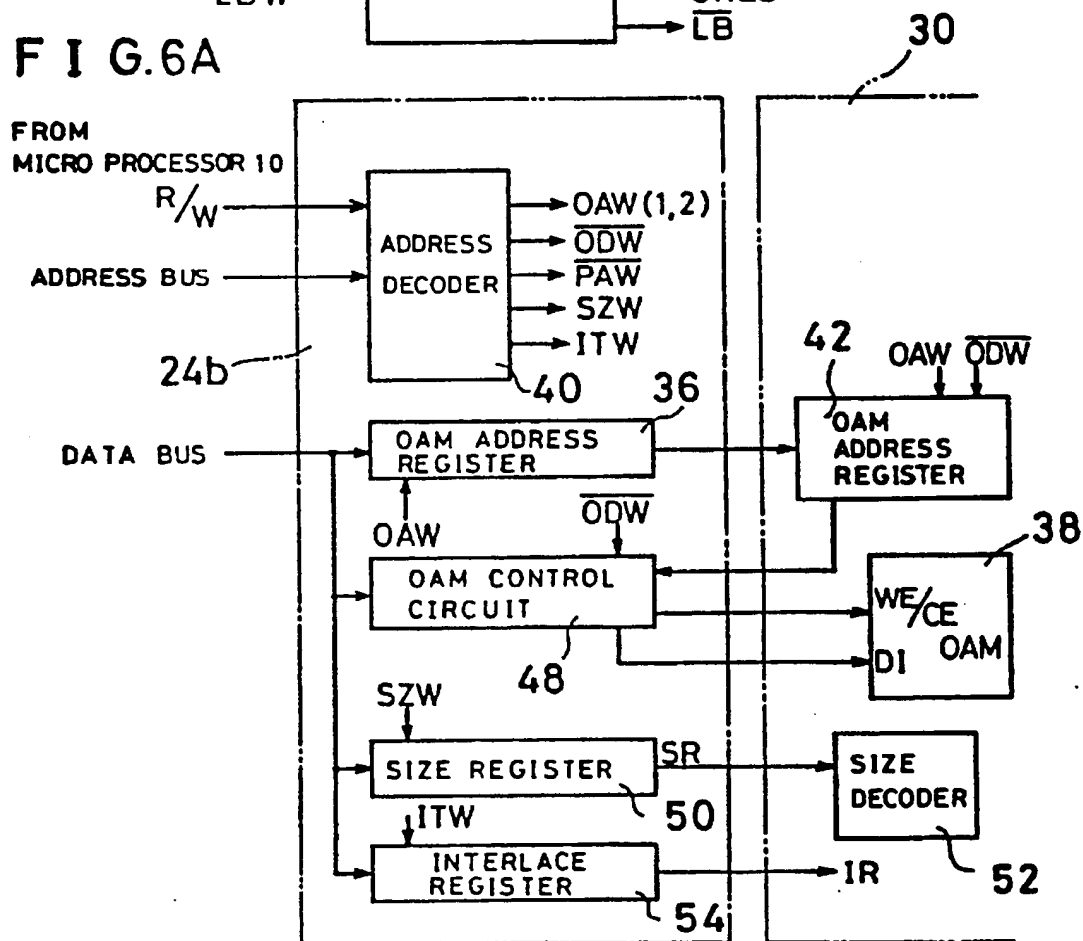 LB
30
FIG.6A
FROM
MICRO PROCESSOR 10
R/W
ADDRESS BUS
24b
DATA BUS
ADDRESS
DECODER
40
OAW(1,2)
ODW
PAW
SZW
ITW
36
OAM ADDRESS
REGISTER
OAW
ODW
42
OAW ODW
OAM
ADDRESS
REGISTER
OAM CONTROL
CIRCUIT
48
38
WE/CE
OAM
DI
SZW
SIZE REGISTER
SR
50
SIZE
DECODER
52
ITW
INTERLACE
REGISTER
54
IR